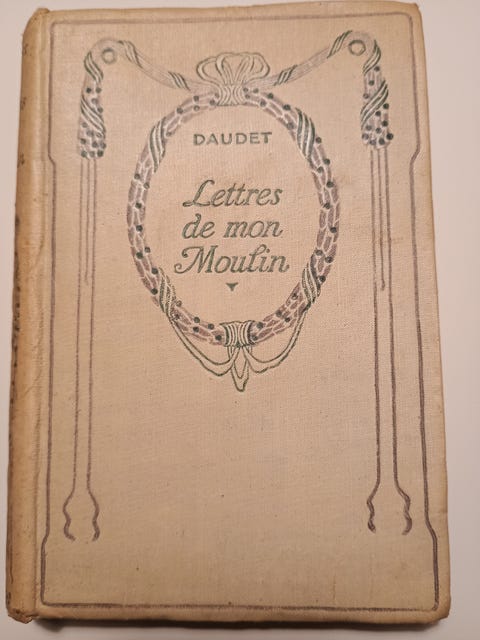 DAUDET
Lettres
de mon
Moulin